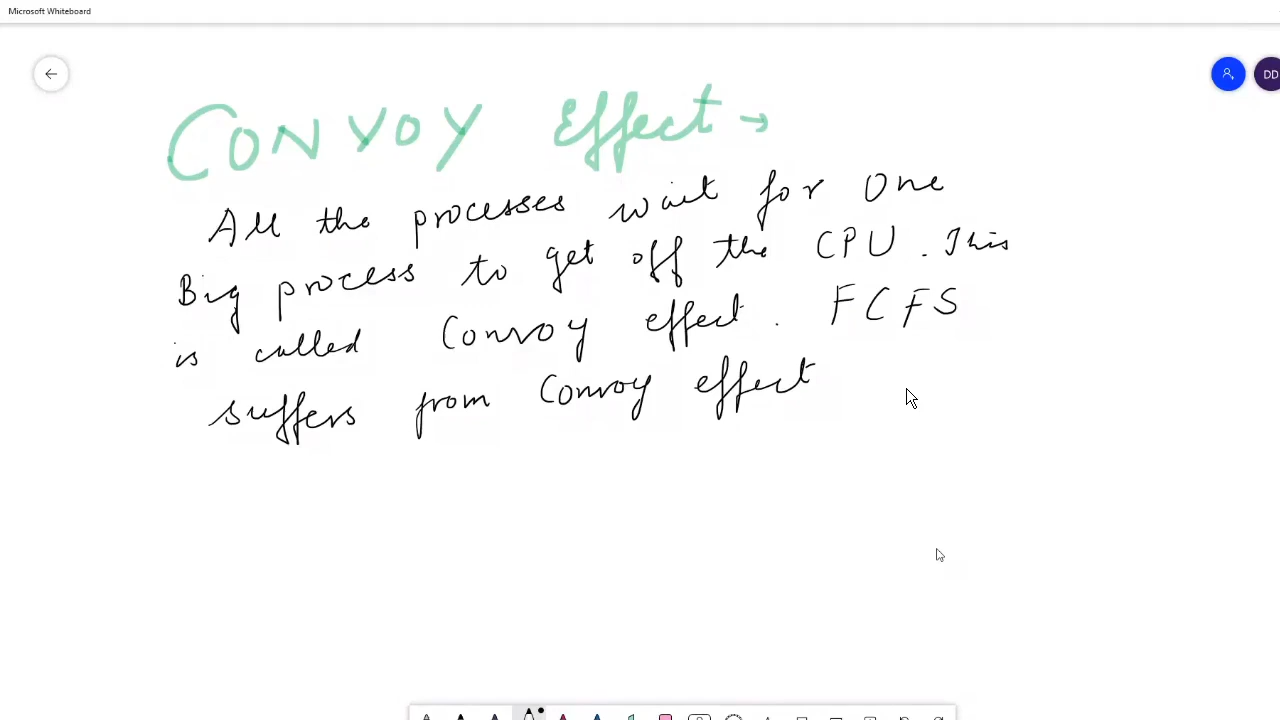 Microsoft Whiteboard
DD
CONVOY Effect →
All the processes wait for One
Big process to get off the CPU. This
is called Convoy effect. FCFS
suffers from Convoy effect